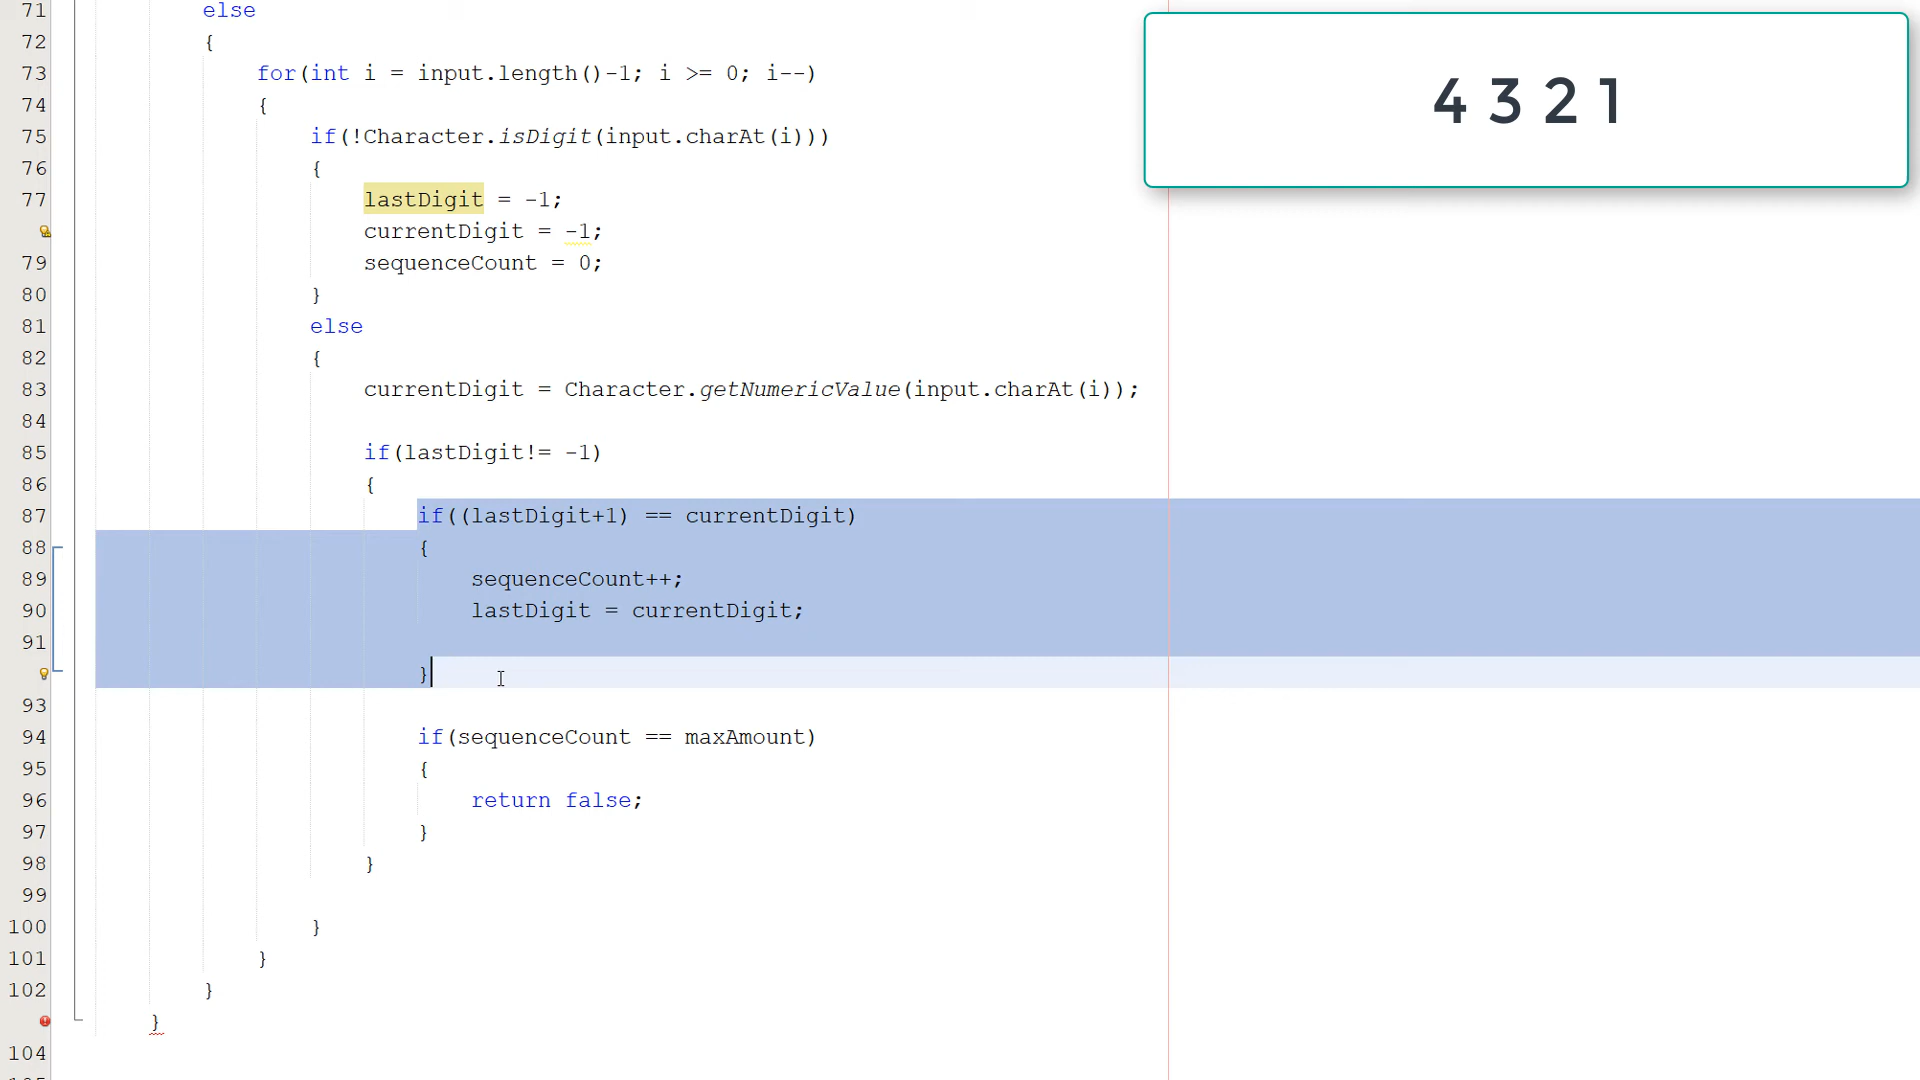 71 else
72 {
73 for(int i = input.length()-1; i >= 0; i--)
74 {
75 if(!Character.isDigit(input.charAt(i)))
76 {
77 lastDigit = -1;
currentDigit = -1;
79 sequenceCount = 0;
80 }
81 else
82 {
83 currentDigit = Character.getNumericValue(input.charAt(i));
84
85 if(lastDigit!= -1)
86 {
87 if((lastDigit+1) == currentDigit)
88 {
89 sequenceCount++;
90 lastDigit = currentDigit;
91
}
93
94 if(sequenceCount == maxAmount)
95 {
96 return false;
97 }
98 }
99
100 }
101 }
102 }
}
104
4 3 2 1